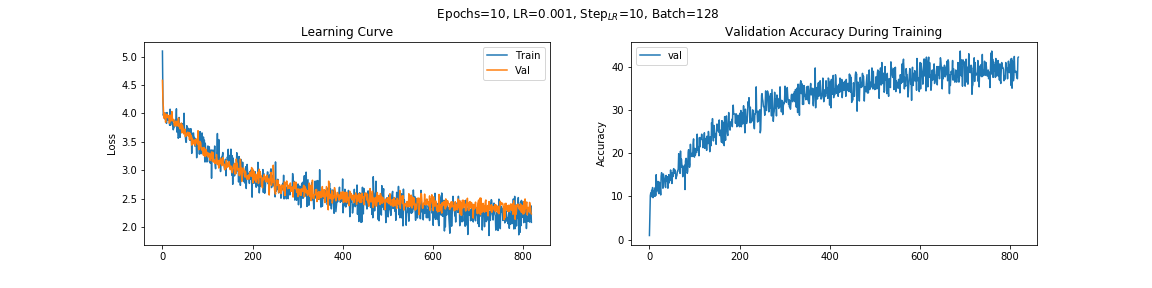 Epochs=10, LR=0.001, Step_LR=10, Batch=128
Learning Curve
Train
Val
Loss
5.0
4.5
4.0
3.5
3.0
2.5
2.0
0 200 400 600 800
Validation Accuracy During Training
val
Accuracy
40
30
20
10
0
0 200 400 600 800